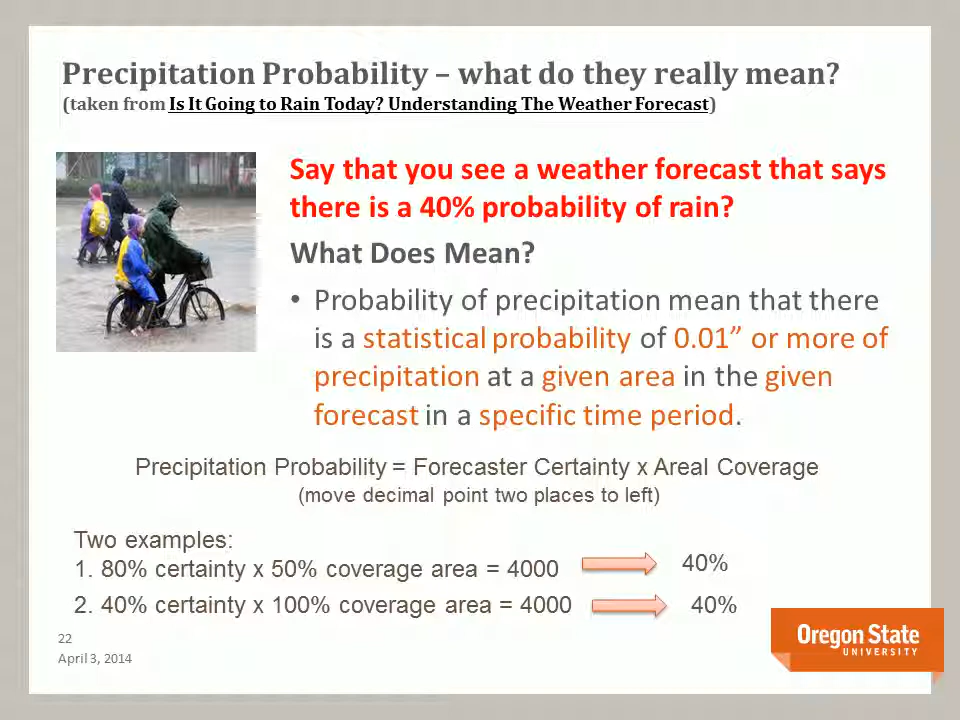 Precipitation Probability – what do they really mean?
(taken from Is It Going to Rain Today? Understanding The Weather Forecast)
Say that you see a weather forecast that says
there is a 40% probability of rain?
What Does Mean?
• Probability of precipitation mean that there
is a statistical probability of 0.01” or more of
precipitation at a given area in the given
forecast in a specific time period.
Precipitation Probability = Forecaster Certainty x Areal Coverage
(move decimal point two places to left)
Two examples:
1. 80% certainty x 50% coverage area = 4000 40%
2. 40% certainty x 100% coverage area = 4000 40%
22
April 3, 2014
Oregon State
UNIVERSITY